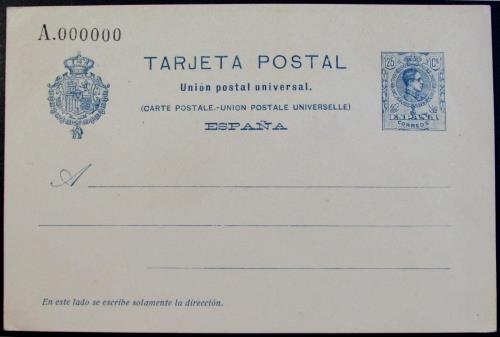 A.000000
TARJETA POSTAL
Unión postal universal.
(CARTE POSTALE.-UNION POSTALE UNIVERSELLE)
ESPAÑA
25 Cs
ESPAÑA
CORREOS
A
En este lado se escribe solamente la dirección.